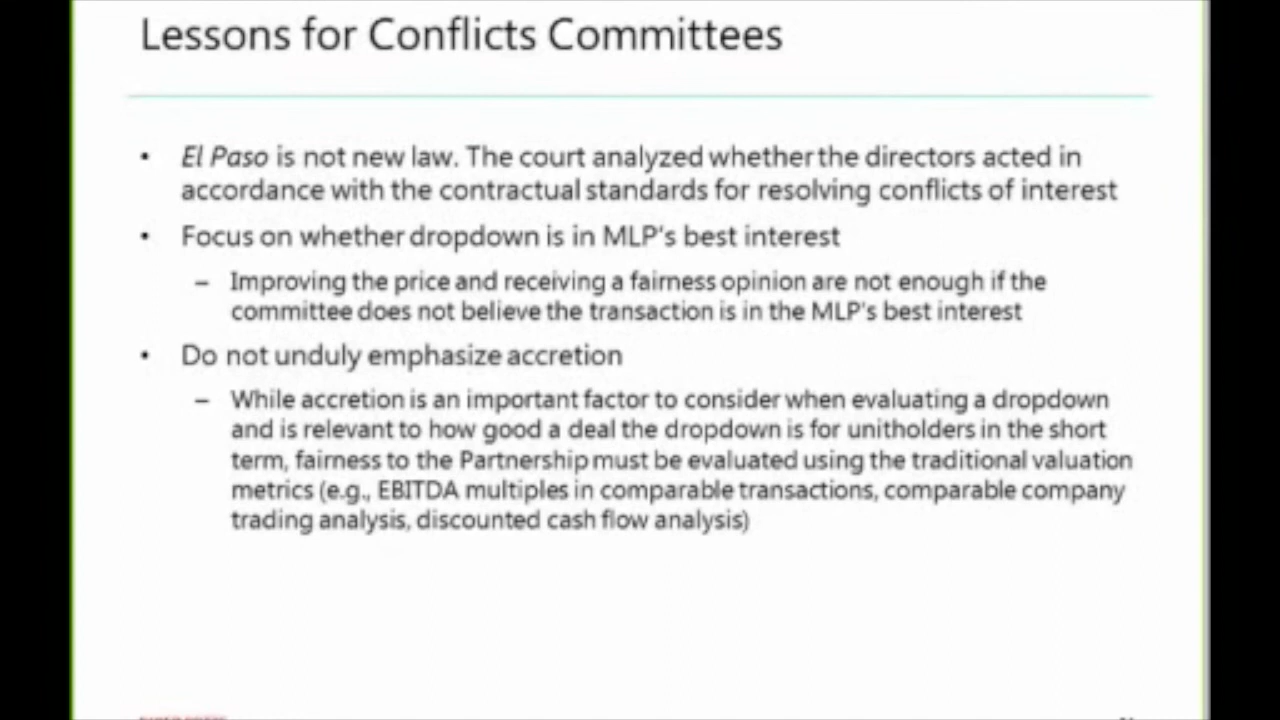 Lessons for Conflicts Committees
• El Paso is not new law. The court analyzed whether the directors acted in
accordance with the contractual standards for resolving conflicts of interest
• Focus on whether dropdown is in MLP's best interest
– Improving the price and receiving a fairness opinion are not enough if the
committee does not believe the transaction is in the MLP's best interest
• Do not unduly emphasize accretion
– While accretion is an important factor to consider when evaluating a dropdown
and is relevant to how good a deal the dropdown is for unitholders in the short
term, fairness to the Partnership must be evaluated using the traditional valuation
metrics (e.g., EBITDA multiples in comparable transactions, comparable company
trading analysis, discounted cash flow analysis)